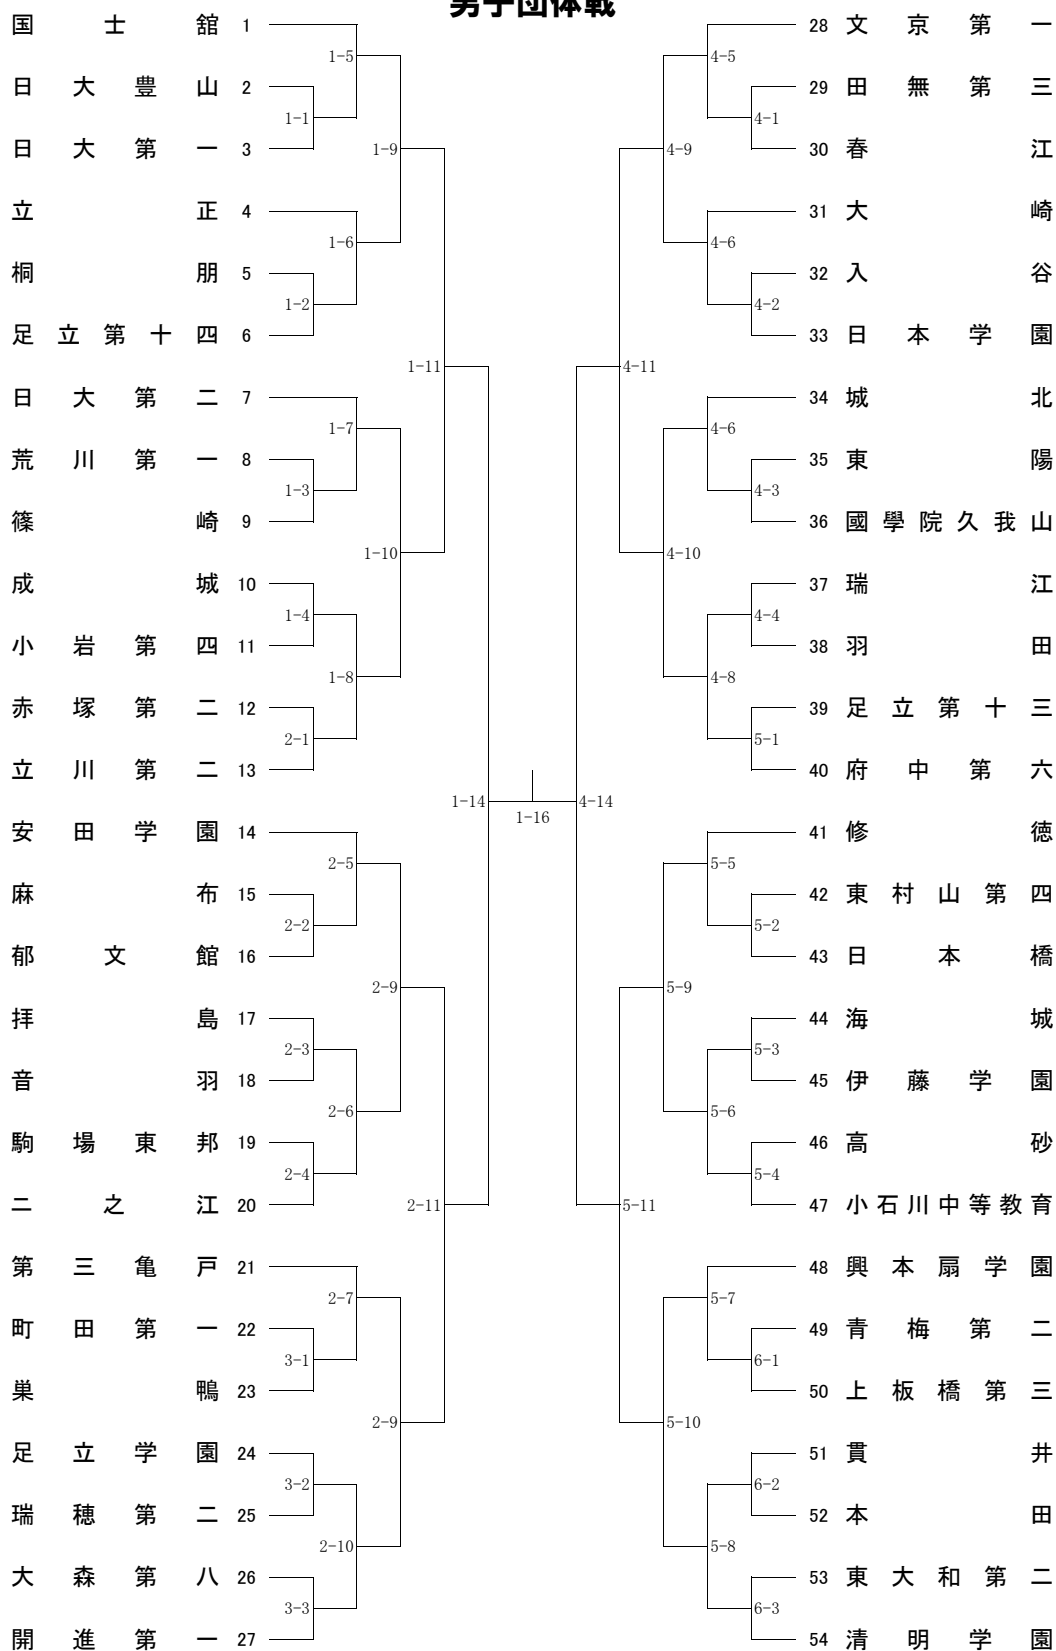 男子団体戦
国士舘 1
日大豊山 2
日大第一 3
立正 4
桐朋 5
足立第十四 6
日大第二 7
荒川第一 8
篠崎 9
成城 10
小岩第四 11
赤塚第二 12
立川第二 13
安田学園 14
麻布 15
郁文館 16
拝島 17
音羽 18
駒場東邦 19
二之江 20
第三亀戸 21
町田第一 22
巣鴨 23
足立学園 24
瑞穂第二 25
大森第八 26
開進第一 27
1-5
1-1
1-9
1-6
1-2
1-11
1-7
1-3
1-10
1-4
1-8
2-1
1-14
2-5
2-2
2-9
2-3
2-6
2-4
2-11
2-7
3-1
2-9
3-2
2-10
3-3
1-16
4-5
4-1
4-9
4-6
4-2
4-11
4-6
4-3
4-10
4-4
4-8
5-1
4-14
5-5
5-2
5-9
5-3
5-6
5-4
5-11
5-7
6-1
5-10
6-2
5-8
6-3
28 文京第一
29 田無第三
30 春江
31 大崎
32 入谷
33 日本学園
34 城北
35 東陽
36 國學院久我山
37 瑞江
38 羽田
39 足立第十三
40 府中第六
41 修徳
42 東村山第四
43 日本橋
44 海城
45 伊藤学園
46 高砂
47 小石川中等教育
48 興本扇学園
49 青梅第二
50 上板橋第三
51 貫井
52 本田
53 東大和第二
54 清明学園